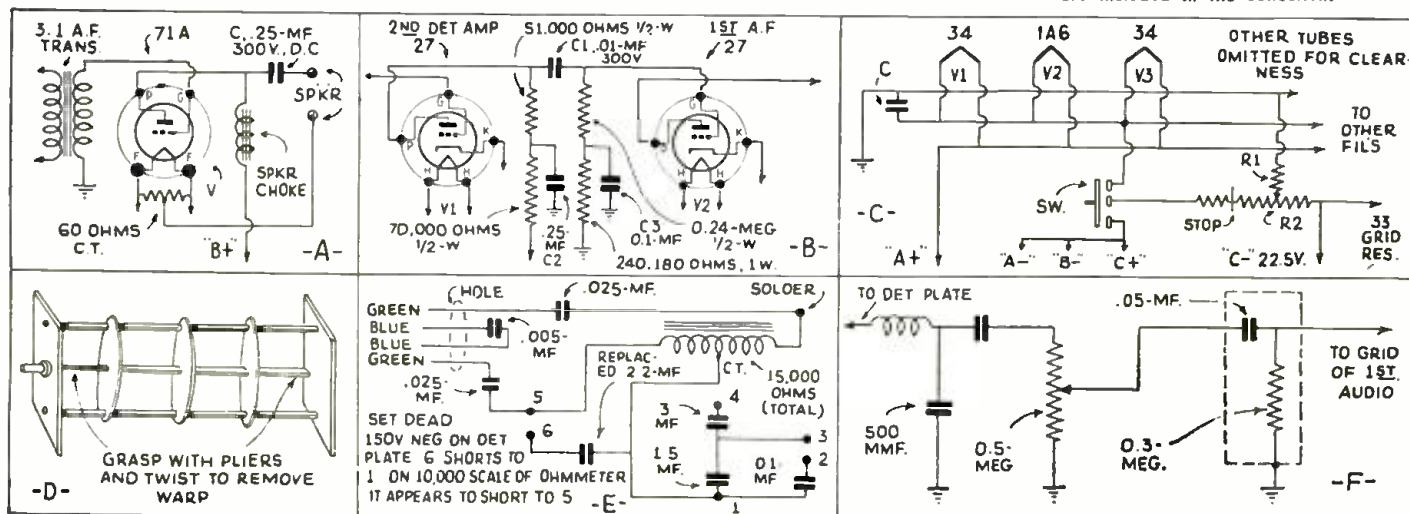 3.1 A.F.
TRANS.
71A
C, .25-MF
300V., D.C
SPKR
P
G
F
F
V
SPKR
CHOKE
60 OHMS
C.T.
"B+"
-A-
2ND DET AMP
27
51,000 OHMS 1/2-W
C1, .01-MF
300V
1ST A.F
27
P
G
K
H
H
V1
G
K
H
H
V2
70,000 OHMS
1/2-W
.25-
MF
C2
C3
0.1-MF
0.24-MEG
1/2-W
240.180 OHMS, 1W.
-B-
34
1A6
34
OTHER TUBES
OMITTED FOR CLEAR-
NESS
C
V1
V2
V3
TO
OTHER
FIL'S
R1
-C-
SW.
STOP
R2
33
GRID
RES.
"A+"
"A-"
"B-"
"C+"
"C-" 22.5V.
GRASP WITH PLIERS
AND TWIST TO REMOVE
WARP
-D-
HOLE
.025-MF.
SOLDER
GREEN
BLUE
BLUE
GREEN
.005-
MF
REPLAC-
ED 2 2-MF
C.T.
15,000
OHMS
(TOTAL)
.025-
MF.
5
6
3
MF
4
3
2
1.5
MF.
0.1
MF
1
SET DEAD
150V NEG ON DET
PLATE 6 SHORTS TO
1 ON 10,000 SCALE OF OHMMETER
IT APPEARS TO SHORT TO 5
-E-
TO DET PLATE
.05-MF.
500
MMF.
0.5-
MEG
0.3-
MEG.
TO GRID
OF 1ST.
AUDIO
-F-